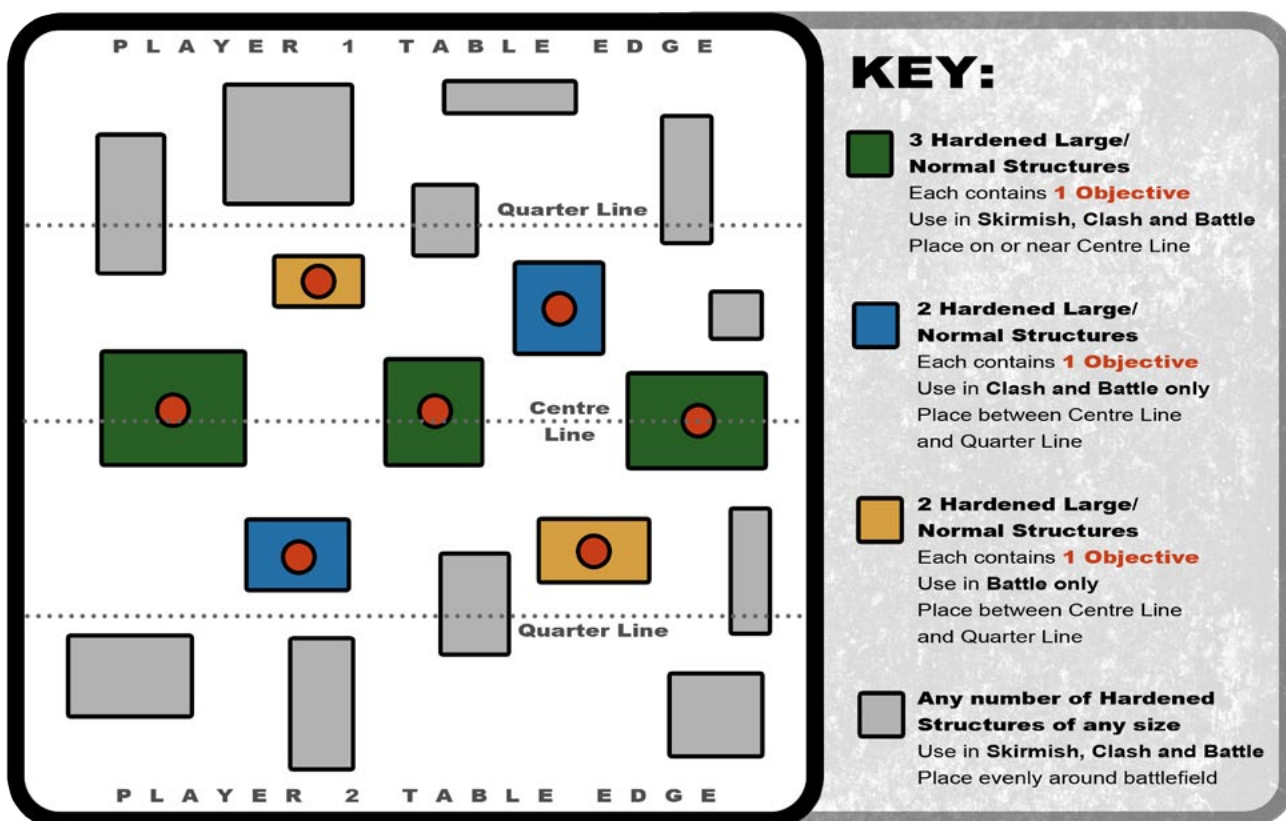 PLAYER 1 TABLE EDGE
Quarter Line
Centre
Line
Quarter Line
PLAYER 2 TABLE EDGE
KEY:
3 Hardened Large/
Normal Structures
Each contains 1 Objective
Use in Skirmish, Clash and Battle
Place on or near Centre Line
2 Hardened Large/
Normal Structures
Each contains 1 Objective
Use in Clash and Battle only
Place between Centre Line
and Quarter Line
2 Hardened Large/
Normal Structures
Each contains 1 Objective
Use in Battle only
Place between Centre Line
and Quarter Line
Any number of Hardened
Structures of any size
Use in Skirmish, Clash and Battle
Place evenly around battlefield